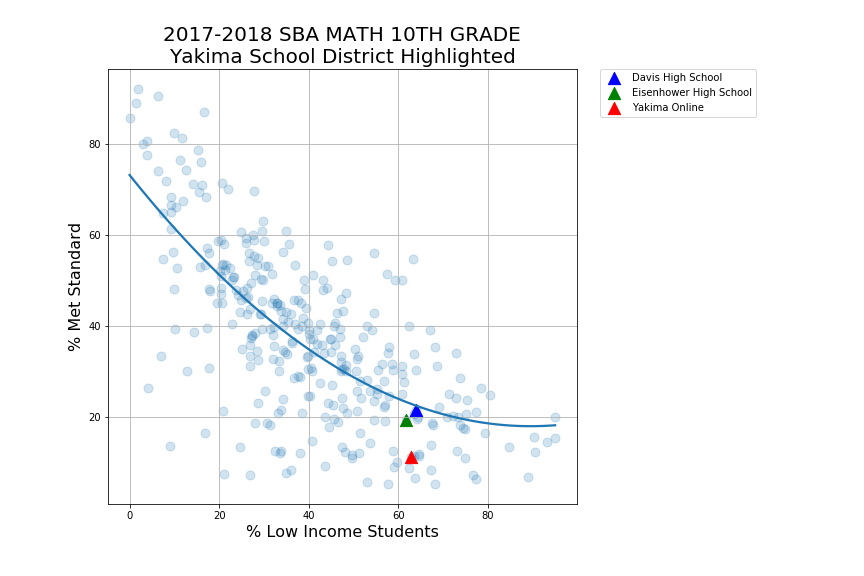 2017-2018 SBA MATH 10TH GRADE
Yakima School District Highlighted
Davis High School
Eisenhower High School
Yakima Online
% Met Standard
80
60
40
20
0
20
40
60
80
% Low Income Students